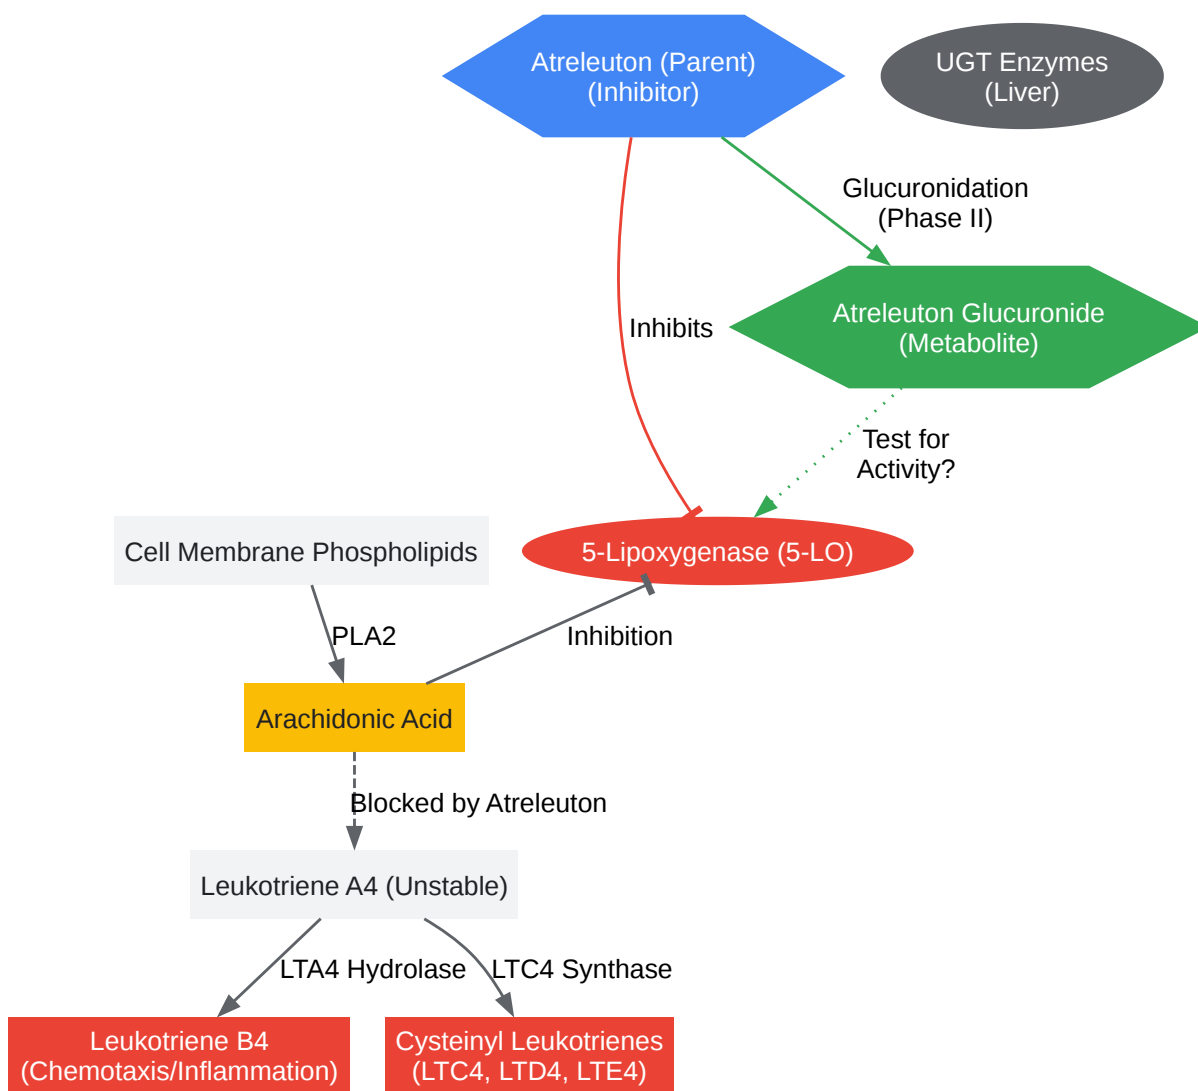 Atreleuton (Parent)
(Inhibitor)
UGT Enzymes
(Liver)
Glucuronidation
(Phase II)
Atreleuton Glucuronide
(Metabolite)
Inhibits
Test for
Activity?
Cell Membrane Phospholipids
5-Lipoxygenase (5-LO)
PLA2
Inhibition
Arachidonic Acid
Blocked by Atreleuton
Leukotriene A4 (Unstable)
LTA4 Hydrolase
LTC4 Synthase
Leukotriene B4
(Chemotaxis/Inflammation)
Cysteinyl Leukotrienes
(LTC4, LTD4, LTE4)